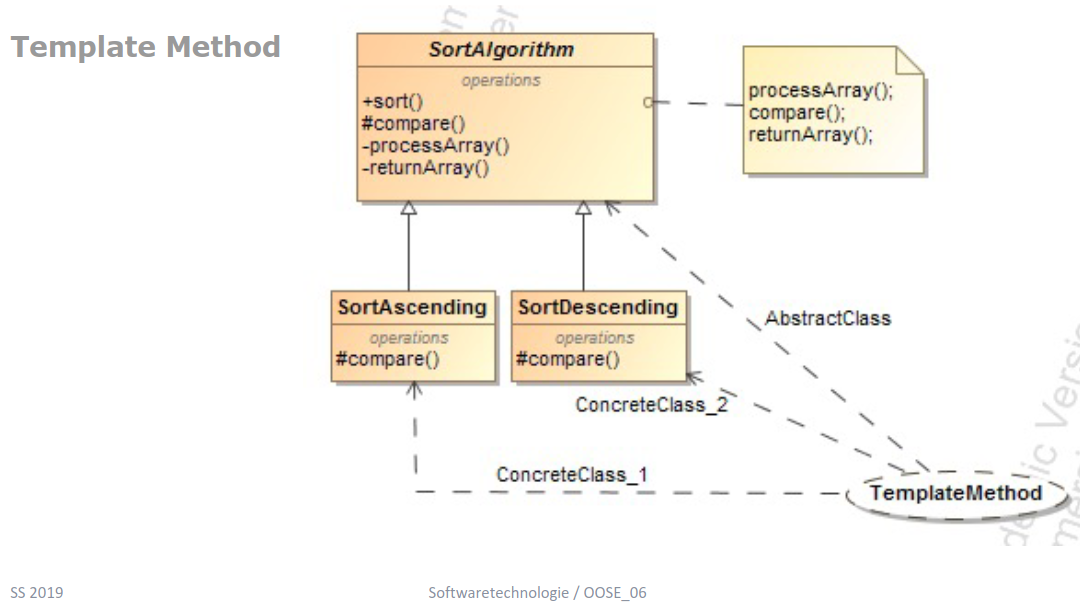 Template Method
SortAlgorithm
operations
+sort()
#compare()
-processArray()
-returnArray()
processArray();
compare();
returnArray();
SortAscending
operations
#compare()
SortDescending
operations
#compare()
AbstractClass
ConcreteClass_2
ConcreteClass_1
TemplateMethod
SS 2019
Softwaretechnologie / OOSE_06